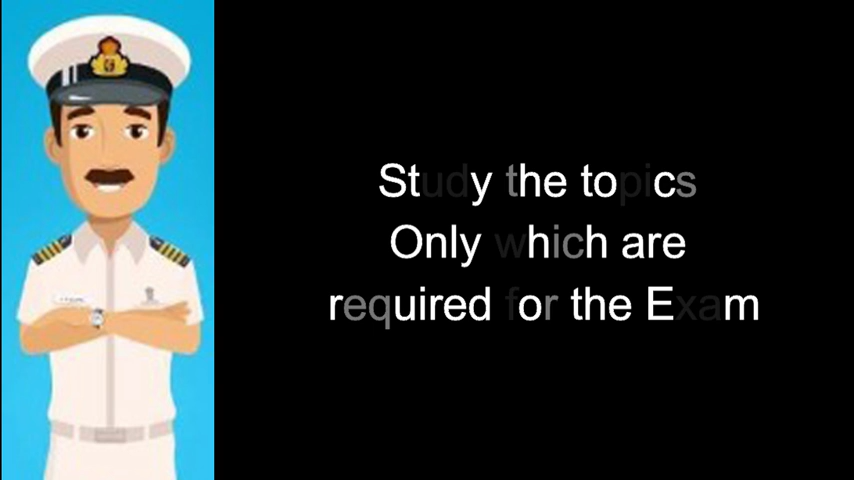 Study the topics
Only which are
required for the Exam